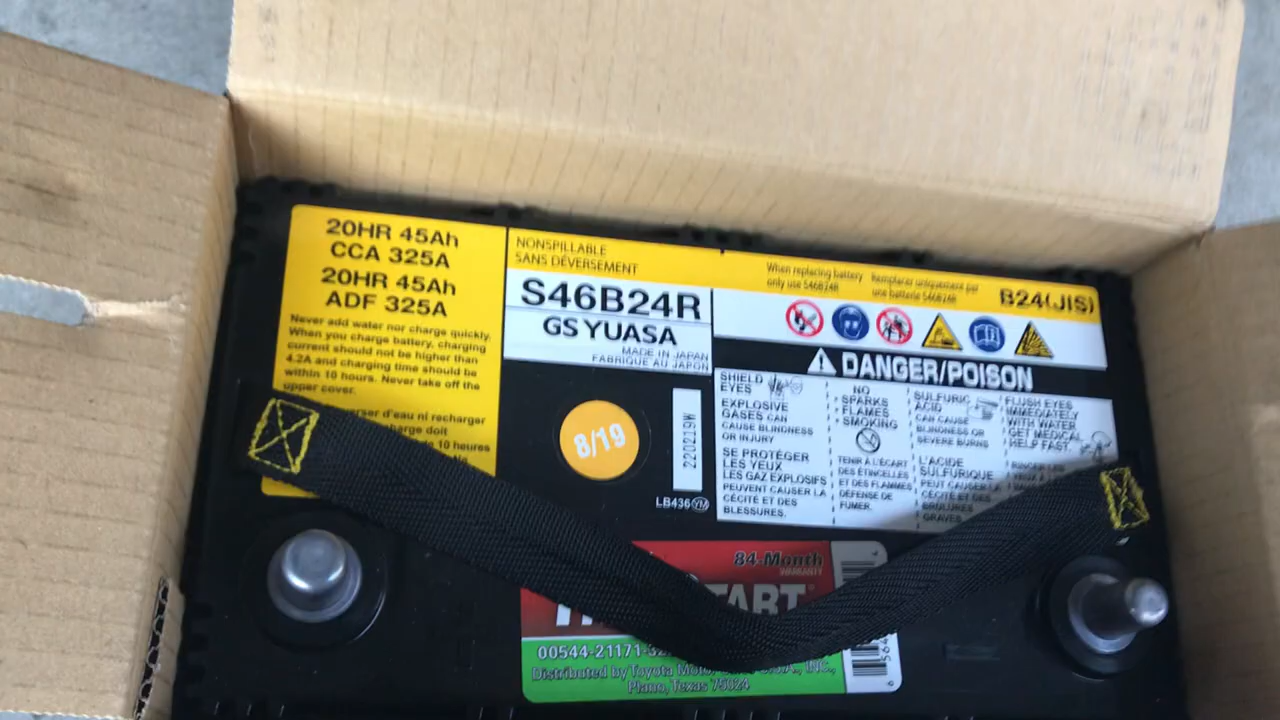 20HR 45Ah
CCA 325A
20HR 45Ah
ADF 325A
Never add water nor charge quickly.
When you charge battery, charging
current should not be higher than
4.2A and charging time should be
within 10 hours. Never take off the
upper cover.
verser d'eau ni recharger
charge doit
de 10 heures
NONSPILLABLE
SANS DÉVERSEMENT
S46B24R
GS YUASA
MADE IN JAPAN
FABRIQUÉ AU JAPON
When replacing battery
only use S46B24R
Remplacer uniquement par
une batterie S46B24R
B24(JIS)
DANGER/POISON
SHIELD
EYES
EXPLOSIVE
GASES CAN
CAUSE BLINDNESS
OR INJURY
SE PROTÉGER
LES YEUX
LES GAZ EXPLOSIFS
PEUVENT CAUSER LA
CÉCITÉ ET DES
BLESSURES.
NO
SPARKS
FLAMES
SMOKING
TENIR À L'ÉCART
DES ÉTINCELLES
ET DES FLAMMES
DÉFENSE DE
FUMER.
SULFURIC
ACID
CAN CAUSE
BLINDNESS OR
SEVERE BURNS
L'ACIDE
SULFURIQUE
PEUT CAUSER LA
CÉCITÉ ET DES
BRÛLURES
GRAVES
FLUSH EYES
IMMEDIATELY
WITH WATER
GET MEDICAL
HELP FAST.
RINCER LES
8/19
220219W
LB436 YM
84-Month
WARRANTY
TART
00544-21171-
Distributed by Toyota Moto U.S.A., INC.,
Plano, Texas 75024